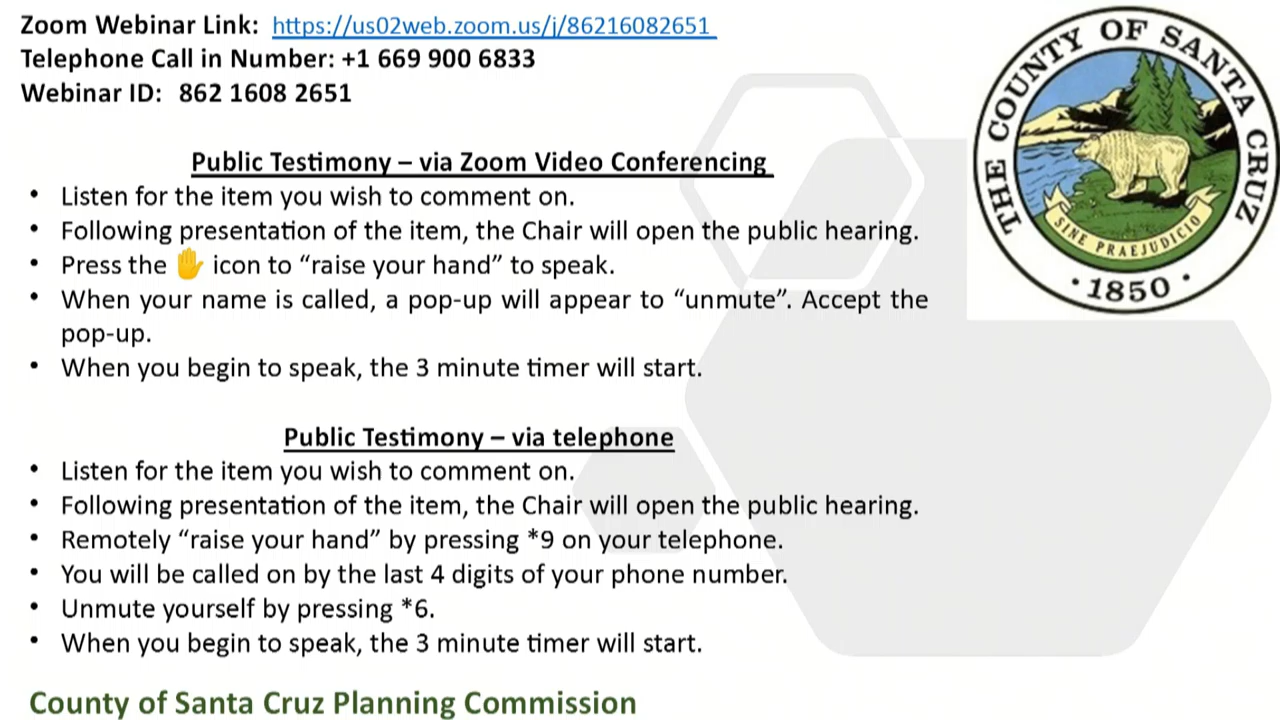 Zoom Webinar Link: https://us02web.zoom.us/j/86216082651
Telephone Call in Number: +1 669 900 6833
Webinar ID: 862 1608 2651
THE COUNTY OF SANTA CRUZ
SINE PRAEJUDICIO
• 1850 •
Public Testimony – via Zoom Video Conferencing
• Listen for the item you wish to comment on.
• Following presentation of the item, the Chair will open the public hearing.
• Press the ✋ icon to “raise your hand” to speak.
• When your name is called, a pop-up will appear to “unmute”. Accept the
pop-up.
• When you begin to speak, the 3 minute timer will start.
Public Testimony – via telephone
• Listen for the item you wish to comment on.
• Following presentation of the item, the Chair will open the public hearing.
• Remotely “raise your hand” by pressing *9 on your telephone.
• You will be called on by the last 4 digits of your phone number.
• Unmute yourself by pressing *6.
• When you begin to speak, the 3 minute timer will start.
County of Santa Cruz Planning Commission